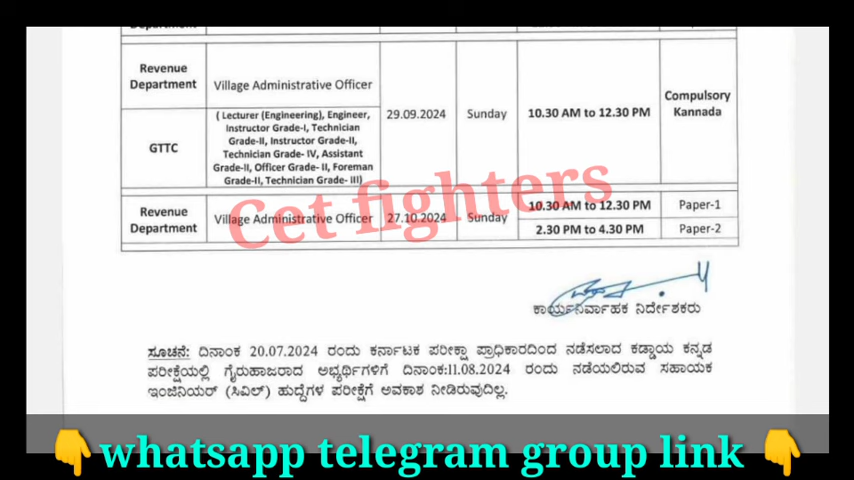 Revenue
Department
Village Administrative Officer
GTTC
( Lecturer (Engineering), Engineer,
Instructor Grade-I, Technician
Grade-II, Instructor Grade-II,
Technician Grade- IV, Assistant
Grade-II, Officer Grade- II, Foreman
Grade-II, Technician Grade- III)
29.09.2024
Sunday
10.30 AM to 12.30 PM
Compulsory
Kannada
Revenue
Department
Village Administrative Officer
27.10.2024
Sunday
10.30 AM to 12.30 PM
Paper-1
2.30 PM to 4.30 PM
Paper-2
Cet fighters
ಕಾರ್ಯನಿರ್ವಾಹಕ ನಿರ್ದೇಶಕರು
ಸೂಚನೆ: ದಿನಾಂಕ 20.07.2024 ರಂದು ಕರ್ನಾಟಕ ಪರೀಕ್ಷಾ ಪ್ರಾಧಿಕಾರದಿಂದ ನಡೆಸಲಾದ ಕಡ್ಡಾಯ ಕನ್ನಡ
ಪರೀಕ್ಷೆಯಲ್ಲಿ ಗೈರುಹಾಜರಾದ ಅಭ್ಯರ್ಥಿಗಳಿಗೆ ದಿನಾಂಕ:11.08.2024 ರಂದು ನಡೆಯಲಿರುವ ಸಹಾಯಕ
ಇಂಜಿನಿಯರ್ (ಸಿವಿಲ್) ಹುದ್ದೆಗಳ ಪರೀಕ್ಷೆಗೆ ಅವಕಾಶ ನೀಡಿರುವುದಿಲ್ಲ.
👇whatsapp telegram group link 👇